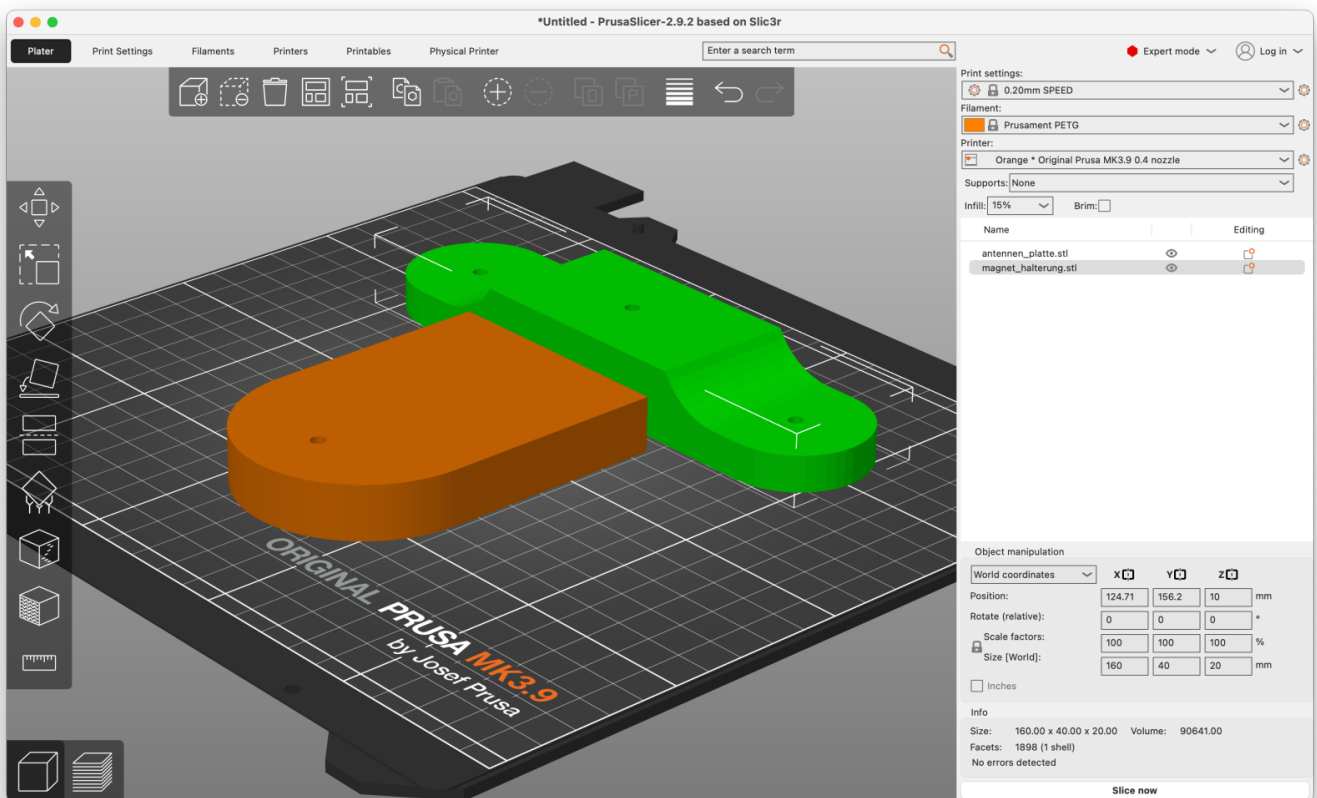 *Untitled - PrusaSlicer-2.9.2 based on Slic3r
Plater Print Settings Filaments Printers Printables Physical Printer Enter a search term Expert mode Log in
Print settings:
0.20mm SPEED
Filament:
Prusament PETG
Printer:
Orange * Original Prusa MK3.9 0.4 nozzle
Supports: None
Infill: 15% Brim:
Name Editing
antennen_platte.stl
magnet_halterung.stl
ORIGINAL PRUSA MK3.9
by Josef Prusa
Object manipulation
World coordinates X Y Z
Position: 124.71 156.2 10 mm
Rotate (relative): 0 0 0 °
Scale factors: 100 100 100 %
Size [World]: 160 40 20 mm
Inches
Info
Size: 160.00 x 40.00 x 20.00 Volume: 90641.00
Facets: 1898 (1 shell)
No errors detected
Slice now